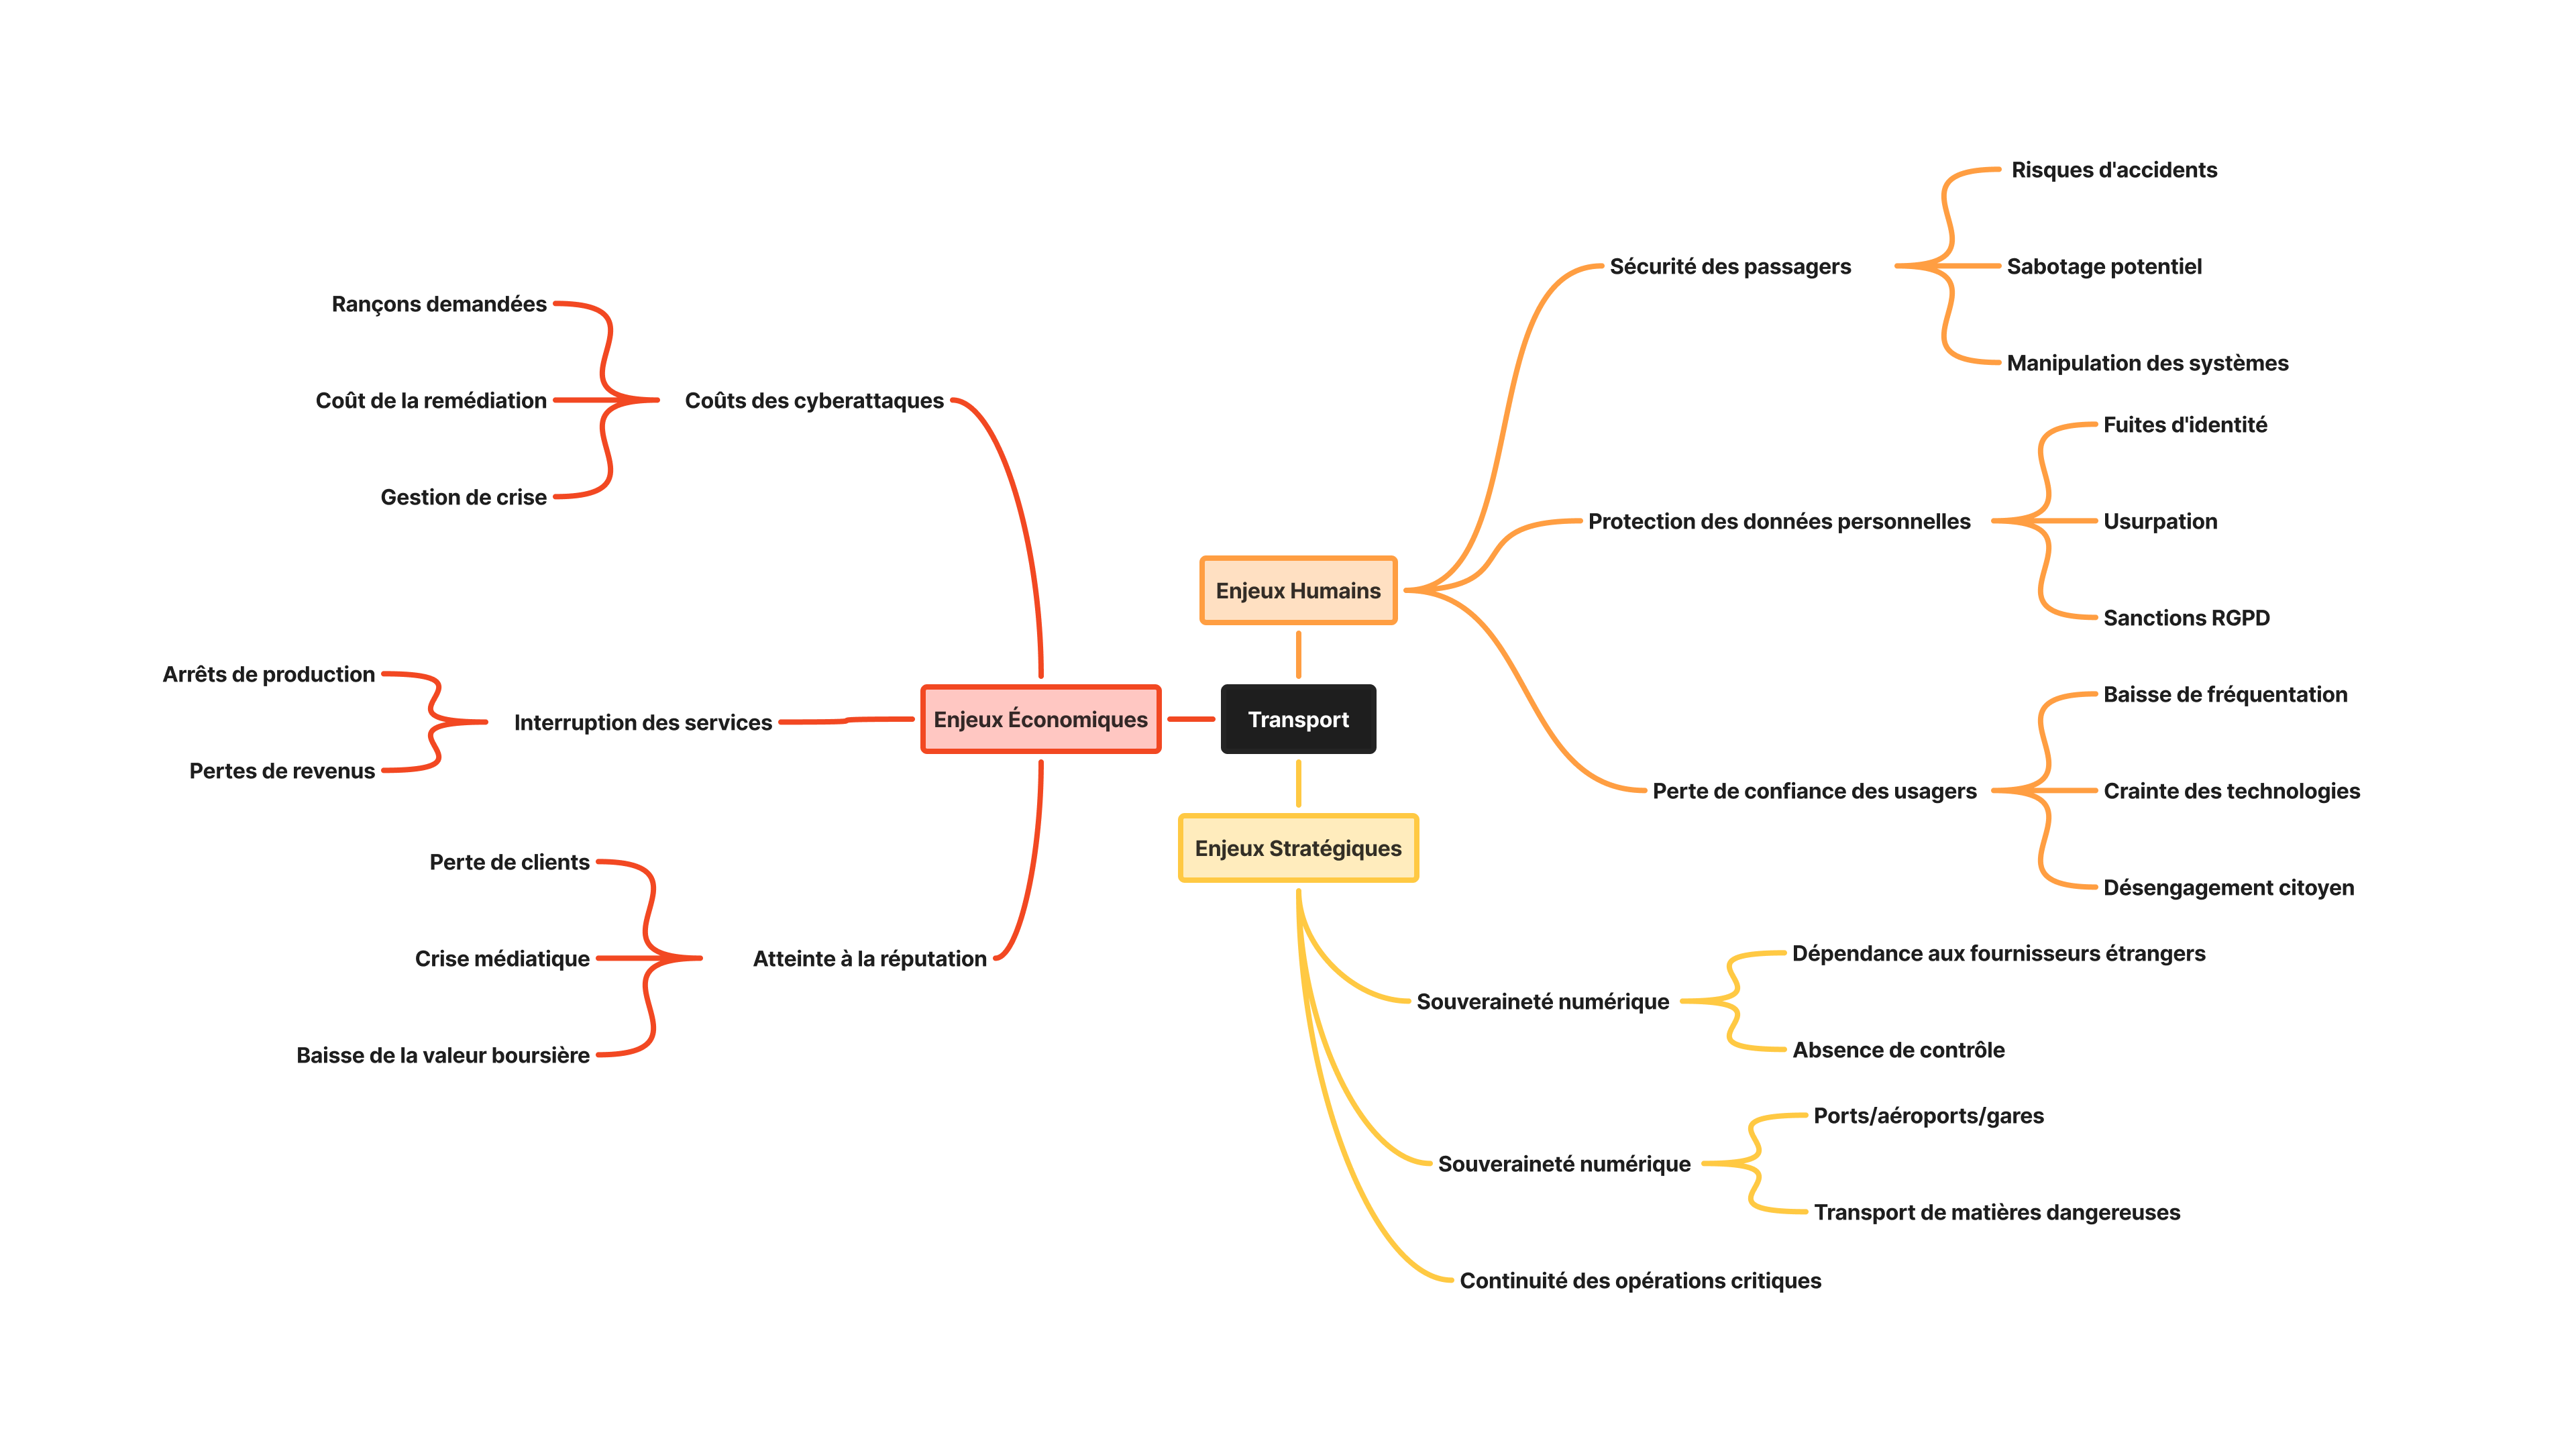 Transport
Enjeux Humains
Sécurité des passagers
Risques d'accidents
Sabotage potentiel
Manipulation des systèmes
Protection des données personnelles
Fuites d'identité
Usurpation
Sanctions RGPD
Perte de confiance des usagers
Baisse de fréquentation
Crainte des technologies
Désengagement citoyen
Enjeux Économiques
Coûts des cyberattaques
Rançons demandées
Coût de la remédiation
Gestion de crise
Interruption des services
Arrêts de production
Pertes de revenus
Atteinte à la réputation
Perte de clients
Crise médiatique
Baisse de la valeur boursière
Enjeux Stratégiques
Souveraineté numérique
Dépendance aux fournisseurs étrangers
Absence de contrôle
Souveraineté numérique
Ports/aéroports/gares
Transport de matières dangereuses
Continuité des opérations critiques